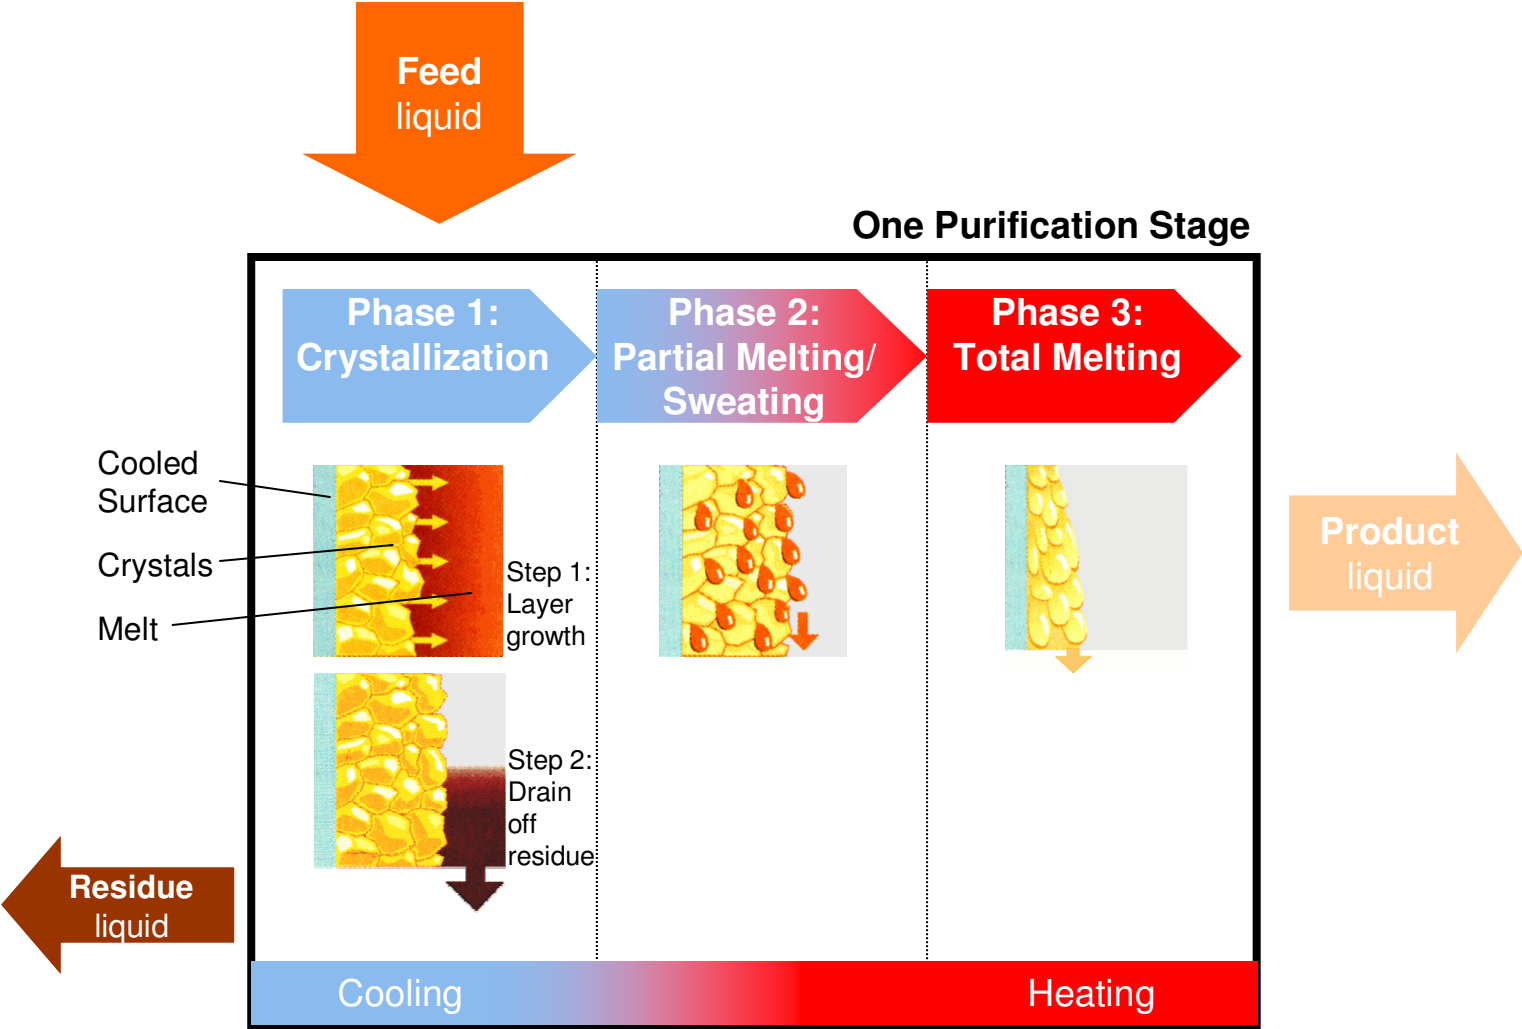 Feed
liquid
One Purification Stage
Phase 1:
Crystallization
Phase 2:
Partial Melting/
Sweating
Phase 3:
Total Melting
Cooled
Surface
Crystals
Melt
Step 1:
Layer
growth
Step 2:
Drain
off
residue
Product
liquid
Residue
liquid
Cooling
Heating